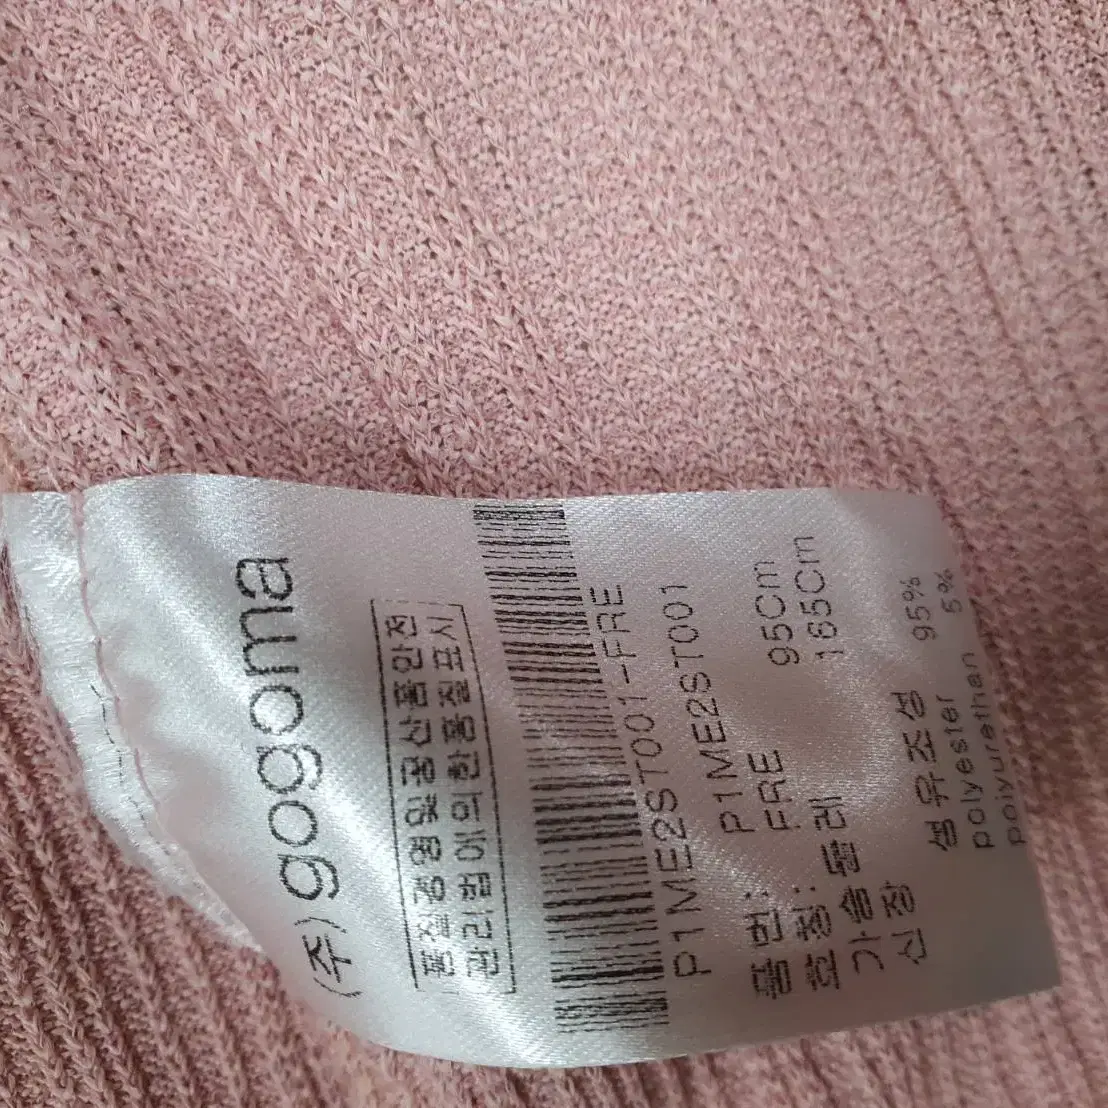 (주)gogoma
품질경영및공산품안전
관리법에의한품질표시
P1ME2ST001-FRE
품번: P1ME2ST001
호칭: FRE
가슴둘레 95Cm
신장 165Cm
섬유조성
polyester 95%
polyurethan 5%